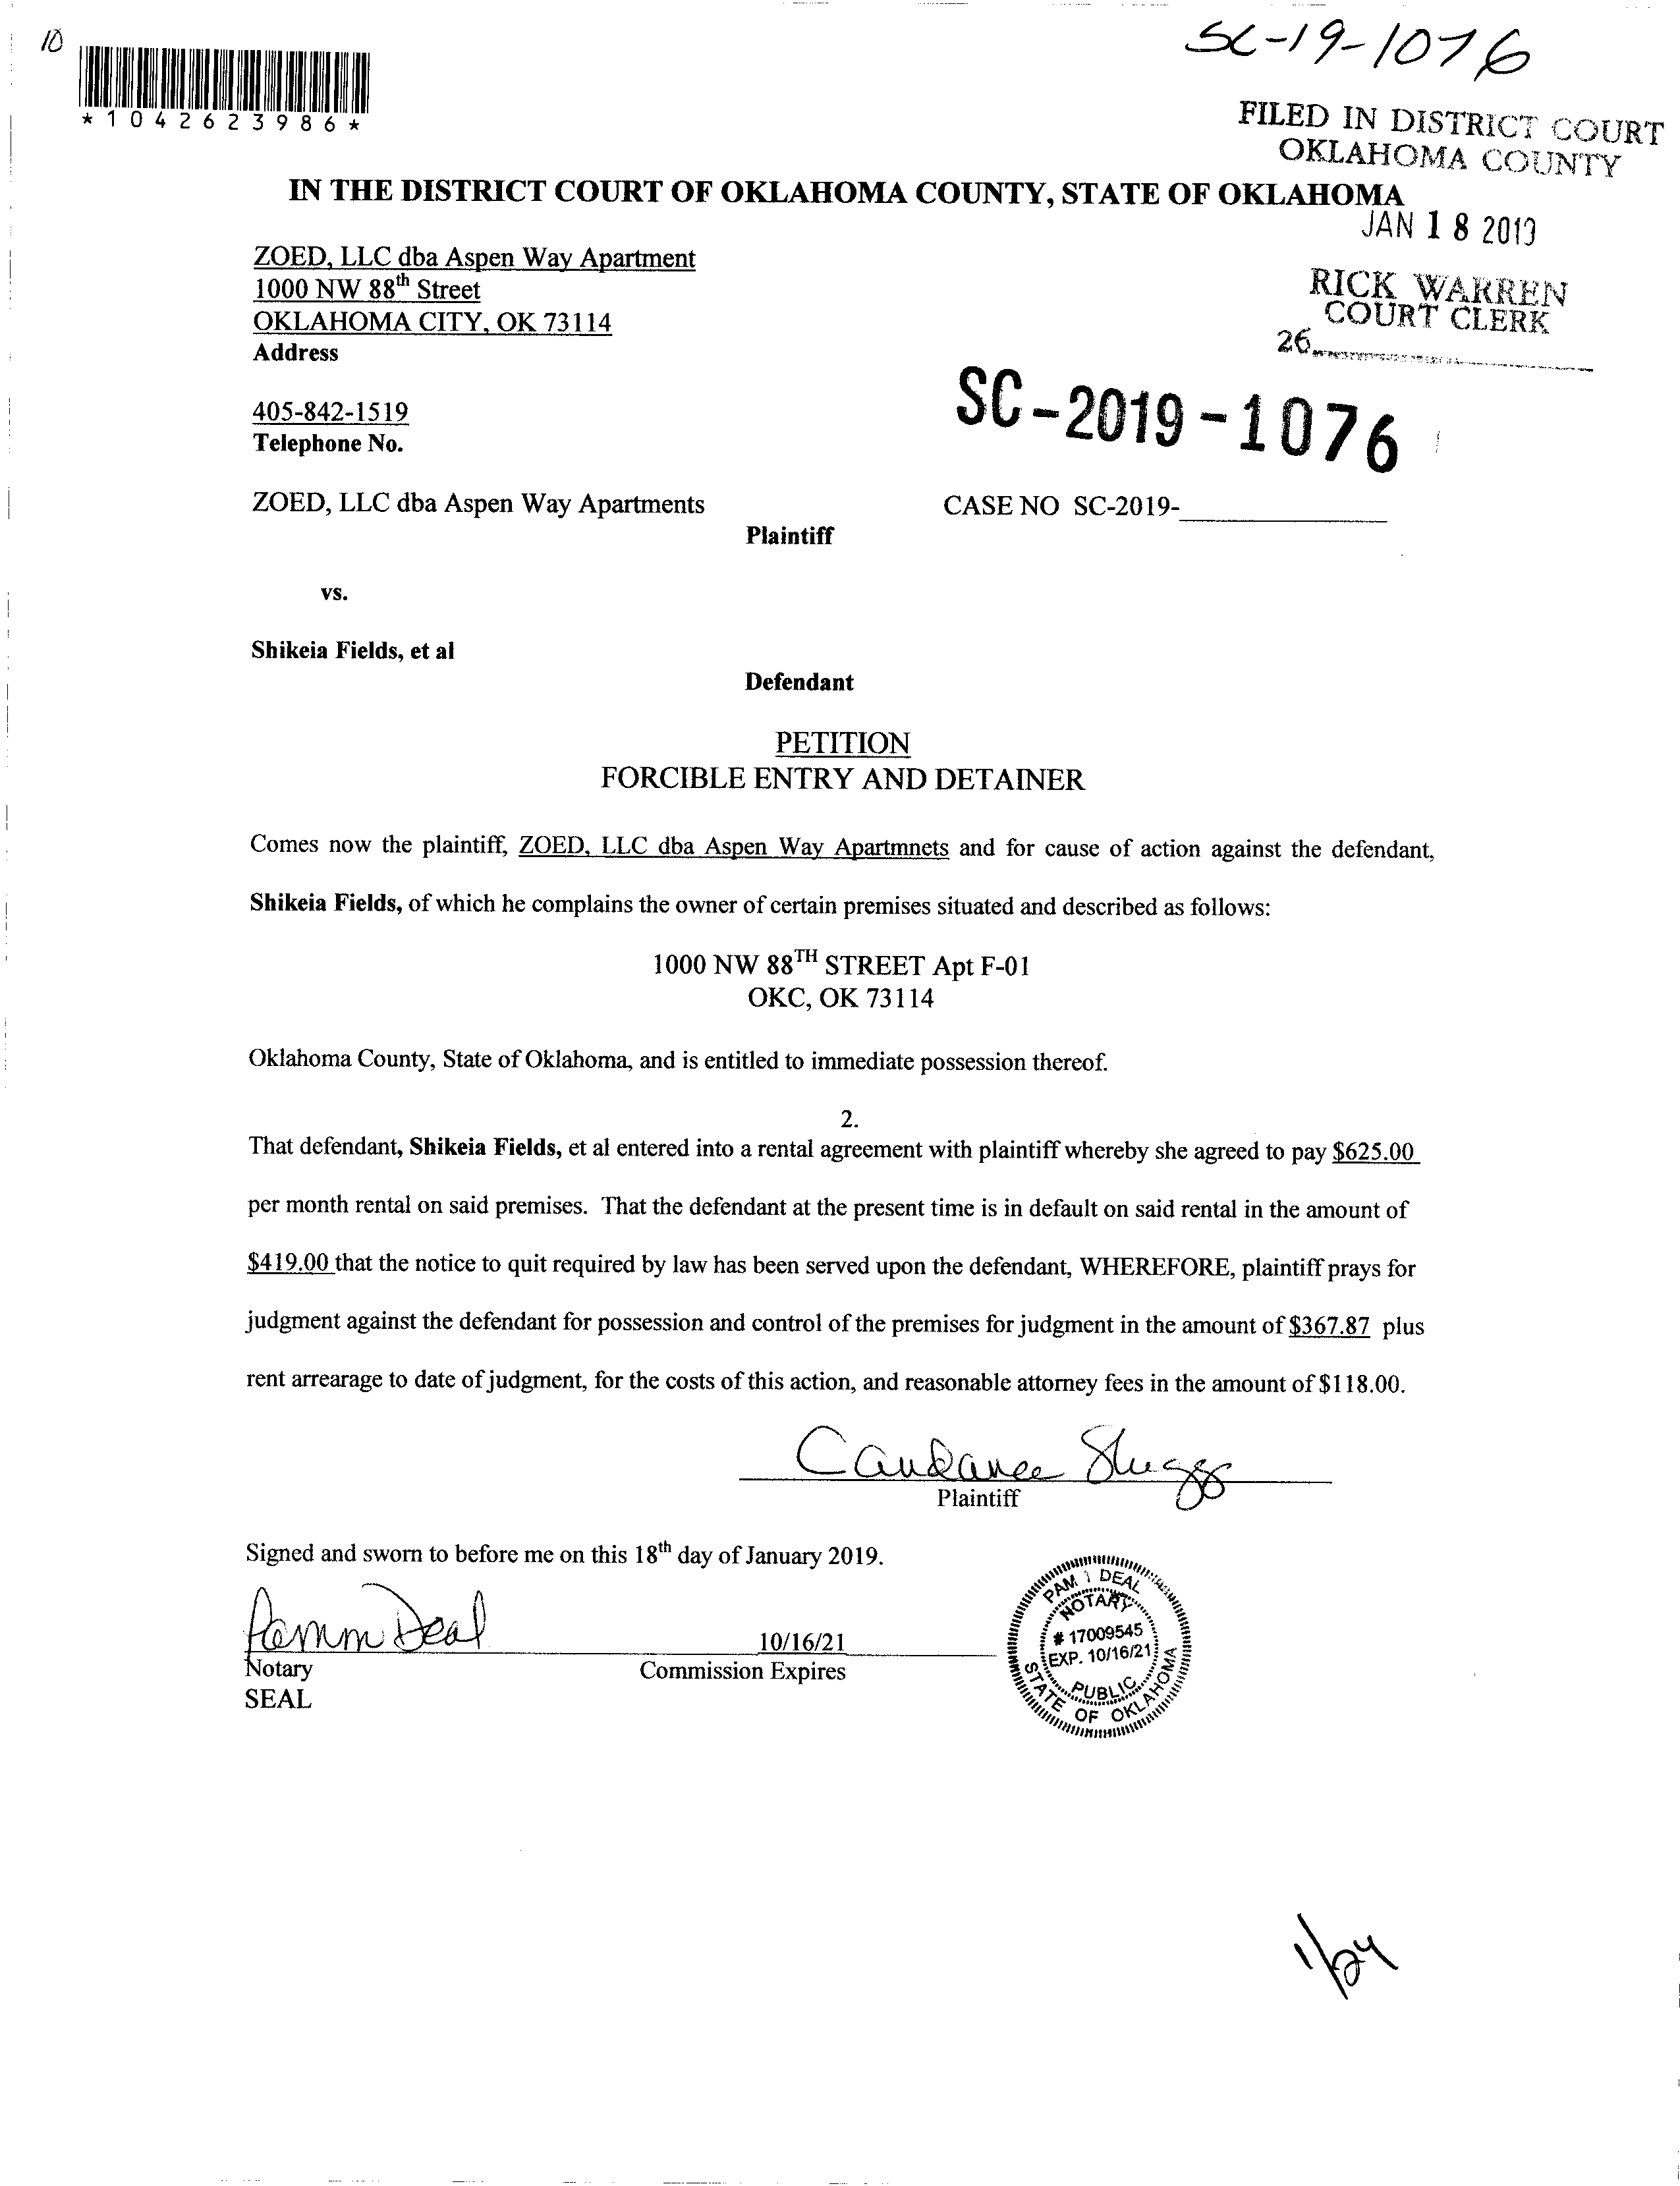 10
SC-19-1076
*1042623986*
FILED IN DISTRICT COURT
OKLAHOMA COUNTY
IN THE DISTRICT COURT OF OKLAHOMA COUNTY, STATE OF OKLAHOMA
JAN 18 2019
ZOED, LLC dba Aspen Way Apartment
1000 NW 88th Street
OKLAHOMA CITY, OK 73114
Address
RICK WARREN
COURT CLERK
26
405-842-1519
Telephone No.
SC-2019-1076
ZOED, LLC dba Aspen Way Apartments
CASE NO SC-2019-
Plaintiff
vs.
Shikeia Fields, et al
Defendant
PETITION
FORCIBLE ENTRY AND DETAINER
Comes now the plaintiff, ZOED, LLC dba Aspen Way Apartmnets and for cause of action against the defendant,
Shikeia Fields, of which he complains the owner of certain premises situated and described as follows:
1000 NW 88TH STREET Apt F-01
OKC, OK 73114
Oklahoma County, State of Oklahoma, and is entitled to immediate possession thereof.
2.
That defendant, Shikeia Fields, et al entered into a rental agreement with plaintiff whereby she agreed to pay $625.00
per month rental on said premises. That the defendant at the present time is in default on said rental in the amount of
$419.00 that the notice to quit required by law has been served upon the defendant, WHEREFORE, plaintiff prays for
judgment against the defendant for possession and control of the premises for judgment in the amount of $367.87 plus
rent arrearage to date of judgment, for the costs of this action, and reasonable attorney fees in the amount of $118.00.
Candance
Plaintiff
Signed and sworn to before me on this 18th day of January 2019.
Deal
10/16/21
Notary
Commission Expires
SEAL
PAM DEAL
NOTARY
# 17009545
EXP. 10/16/21
PUBLIC
STATE OF OKLAHOMA
1/24